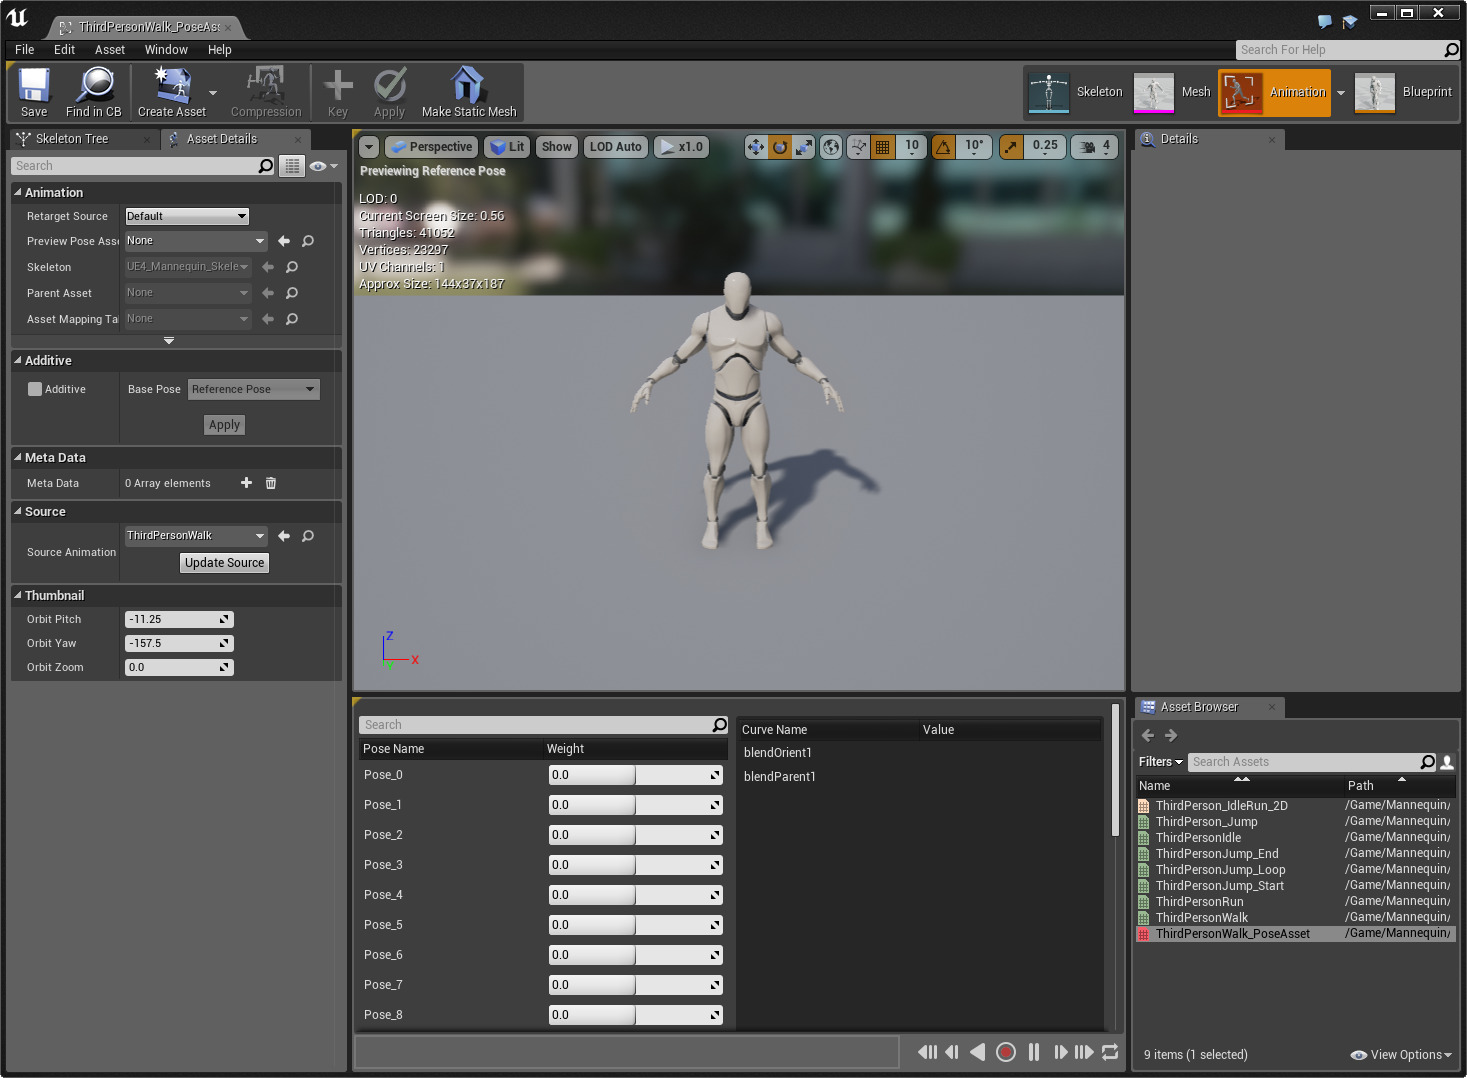 ThirdPersonWalk_PoseAs
File Edit Asset Window Help
Search For Help
Save Find in CB Create Asset Compression Key Apply Make Static Mesh
Skeleton Mesh Animation Blueprint
Skeleton Tree Asset Details
Search
Animation
Retarget Source Default
Preview Pose Ass None
Skeleton UE4_Mannequin_Skele
Parent Asset None
Asset Mapping Ta None
Additive
Additive Base Pose Reference Pose
Apply
Meta Data
Meta Data 0 Array elements
Source
ThirdPersonWalk
Source Animation
Update Source
Thumbnail
Orbit Pitch -11.25
Orbit Yaw -157.5
Orbit Zoom 0.0
Perspective Lit Show LOD Auto x1.0 10 10° 0.25 4
Previewing Reference Pose
LOD: 0
Current Screen Size: 0.56
Triangles: 41052
Vertices: 23297
UV Channels: 1
Approx Size: 144x37x187
Z
X
Y
Search
Pose Name Weight
Pose_0 0.0
Pose_1 0.0
Pose_2 0.0
Pose_3 0.0
Pose_4 0.0
Pose_5 0.0
Pose_6 0.0
Pose_7 0.0
Pose_8 0.0
Curve Name Value
blendOrient1
blendParent1
Details
Asset Browser
Filters Search Assets
Name Path
ThirdPerson_IdleRun_2D /Game/Mannequin/
ThirdPerson_Jump /Game/Mannequin/
ThirdPersonIdle /Game/Mannequin/
ThirdPersonJump_End /Game/Mannequin/
ThirdPersonJump_Loop /Game/Mannequin/
ThirdPersonJump_Start /Game/Mannequin/
ThirdPersonRun /Game/Mannequin/
ThirdPersonWalk /Game/Mannequin/
ThirdPersonWalk_PoseAsset /Game/Mannequin/
9 items (1 selected) View Options